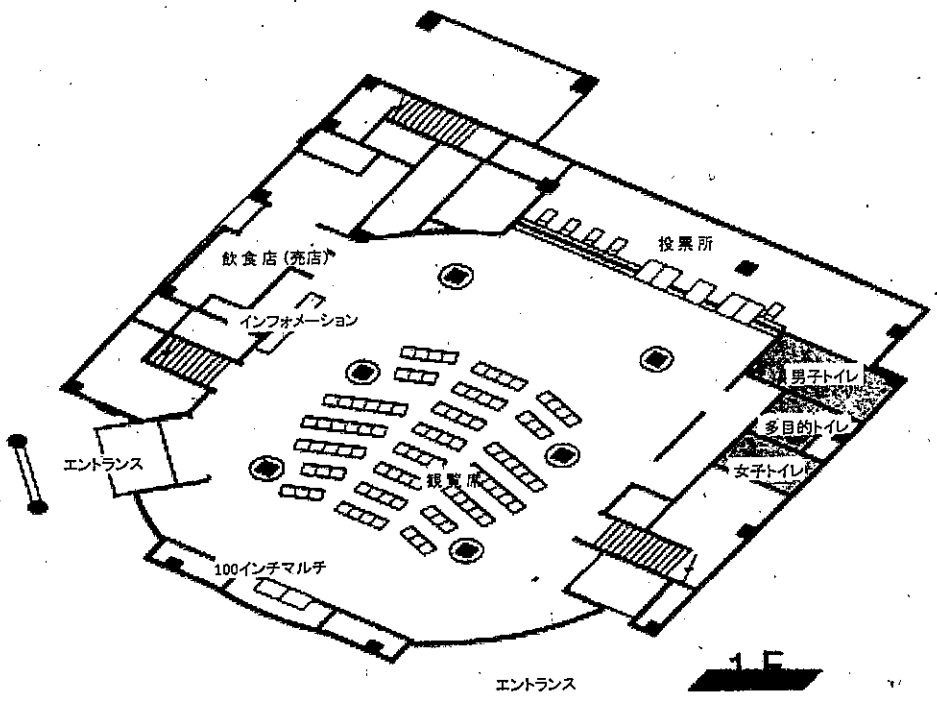 投票所
飲食店(売店)
インフォメーション
男子トイレ
多目的トイレ
エントランス
女子トイレ
観覧席
100インチマルチ
エントランス
1F